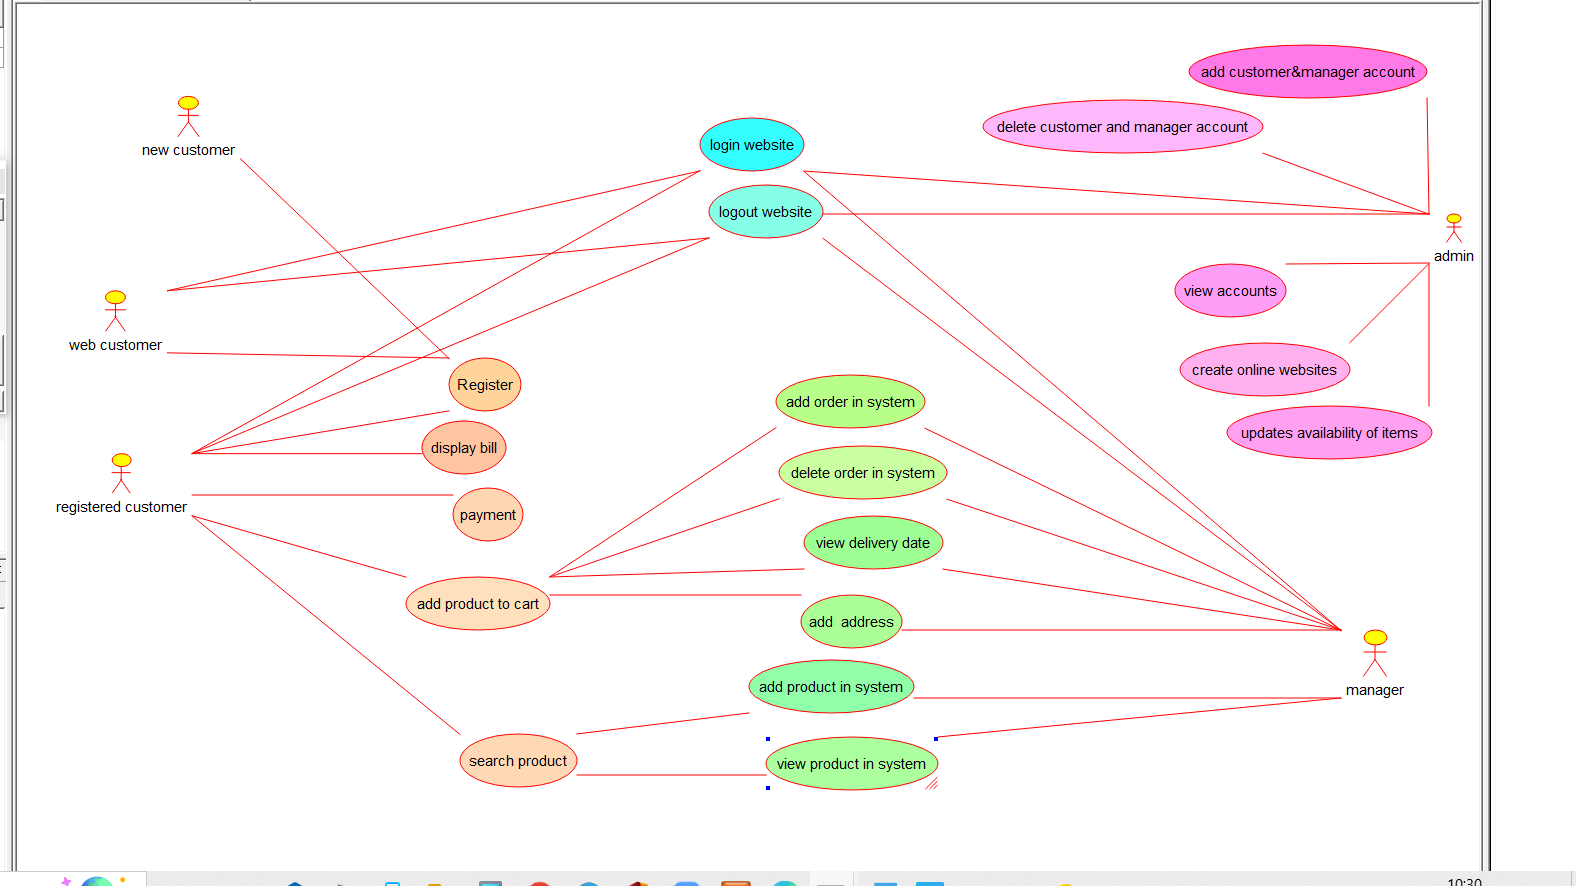 add customer&manager account
delete customer and manager account
new customer
login website
logout website
admin
view accounts
web customer
create online websites
Register
add order in system
updates availability of items
display bill
delete order in system
registered customer
payment
view delivery date
add product to cart
add  address
add product in system
manager
search product
view product in system
10:30